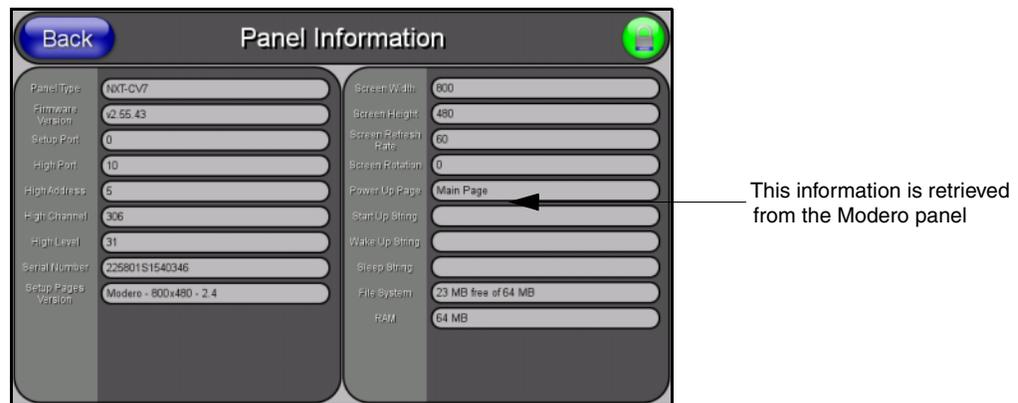 Back
Panel Information
Panel Type
NXT-CV7
Firmware
Version
v2.55.43
Setup Port
0
High Port
10
High Address
5
High Channel
306
High Level
31
Serial Number
225801S1540346
Setup Pages
Version
Modero - 800x480 - 2.4
Screen Width
800
Screen Height
480
Screen Refresh
Rate
60
Screen Rotation
0
Power Up Page
Main Page
Start Up String
Wake Up String
Sleep String
File System
23 MB free of 64 MB
RAM
64 MB
This information is retrieved
from the Modero panel